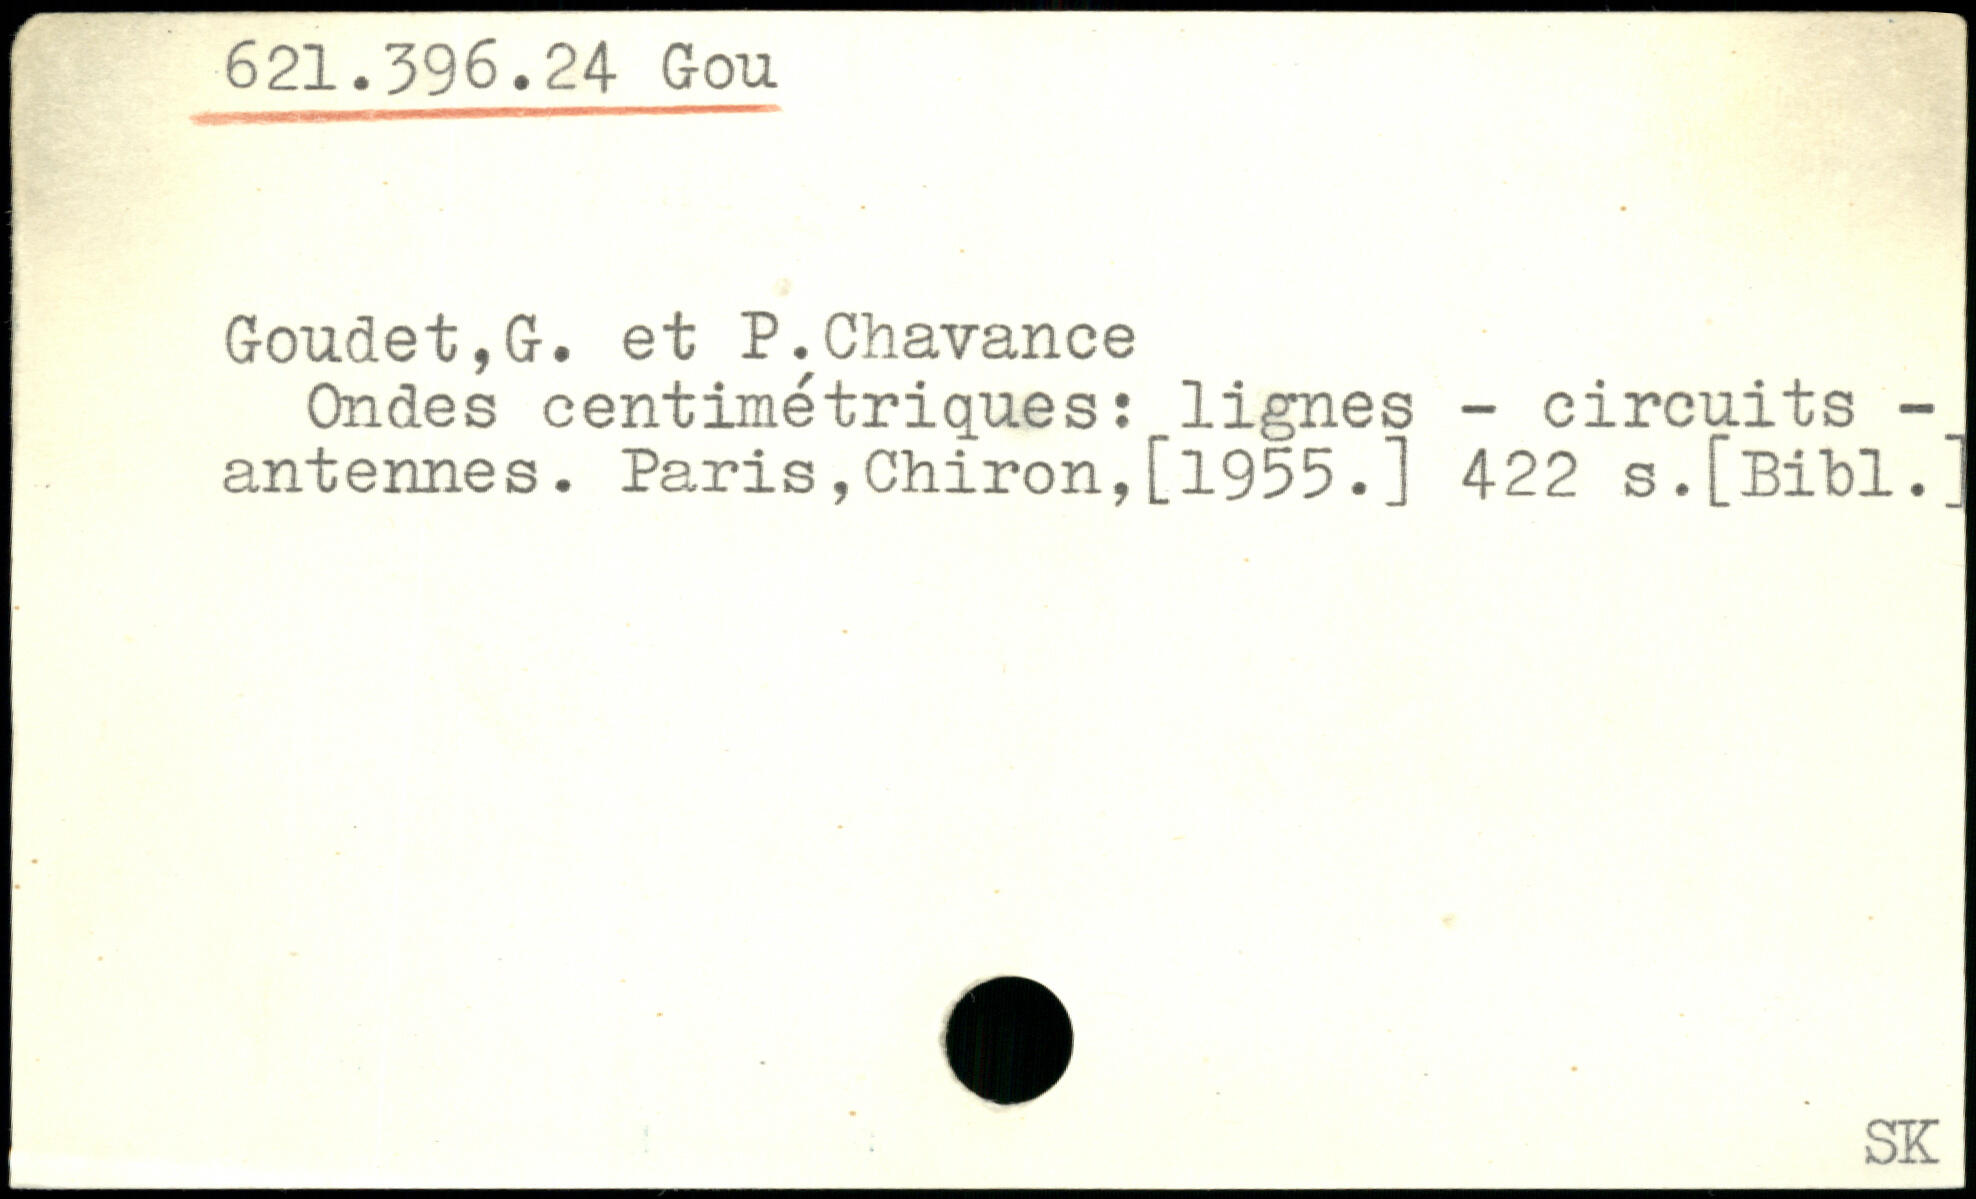 621.396.24 Gou
Goudet,G. et P.Chavance
Ondes centimétriques: lignes - circuits -
antennes. Paris,Chiron,[1955.] 422 s.[Bibl.]
SK